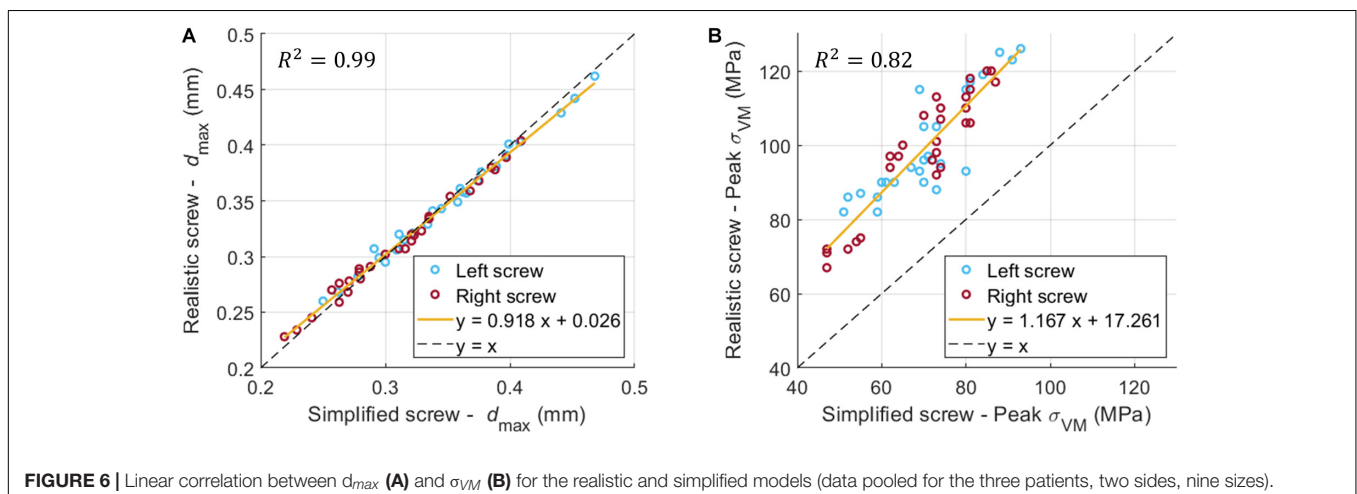 A
R² = 0.99
Realistic screw - d_max (mm)
0.5
0.45
0.4
0.35
0.3
0.25
0.2
Left screw
Right screw
y = 0.918 x + 0.026
y = x
0.2 0.3 0.4 0.5
Simplified screw - d_max (mm)
B
R² = 0.82
Realistic screw - Peak σ_VM (MPa)
120
100
80
60
40
Left screw
Right screw
y = 1.167 x + 17.261
y = x
40 60 80 100 120
Simplified screw - Peak σ_VM (MPa)
FIGURE 6 | Linear correlation between d_max (A) and σ_VM (B) for the realistic and simplified models (data pooled for the three patients, two sides, nine sizes).